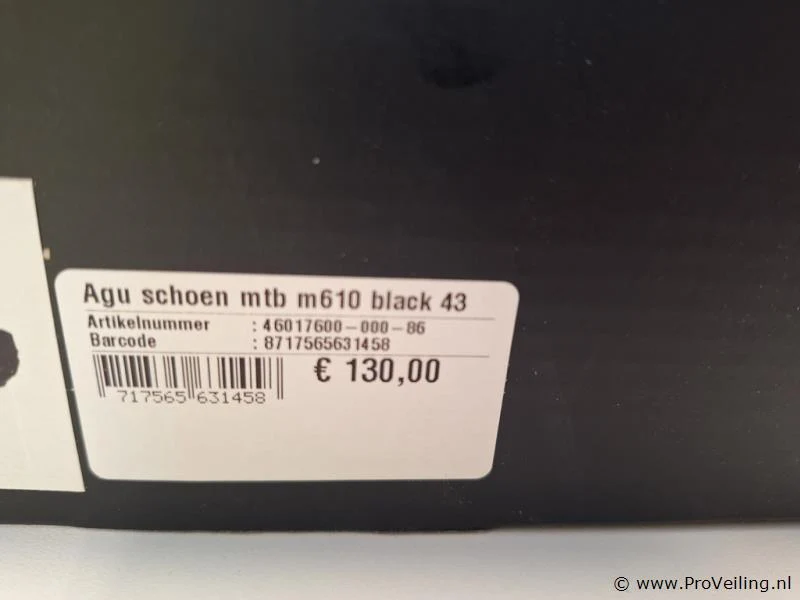 Agu schoen mtb m610 black 43
Artikelnummer : 46017600-000-86
Barcode : 8717565631458
€ 130,00
717565 631458
© www.ProVeiling.nl